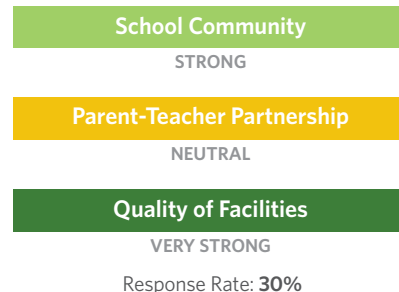 School Community
STRONG
Parent-Teacher Partnership
NEUTRAL
Quality of Facilities
VERY STRONG
Response Rate: 30%